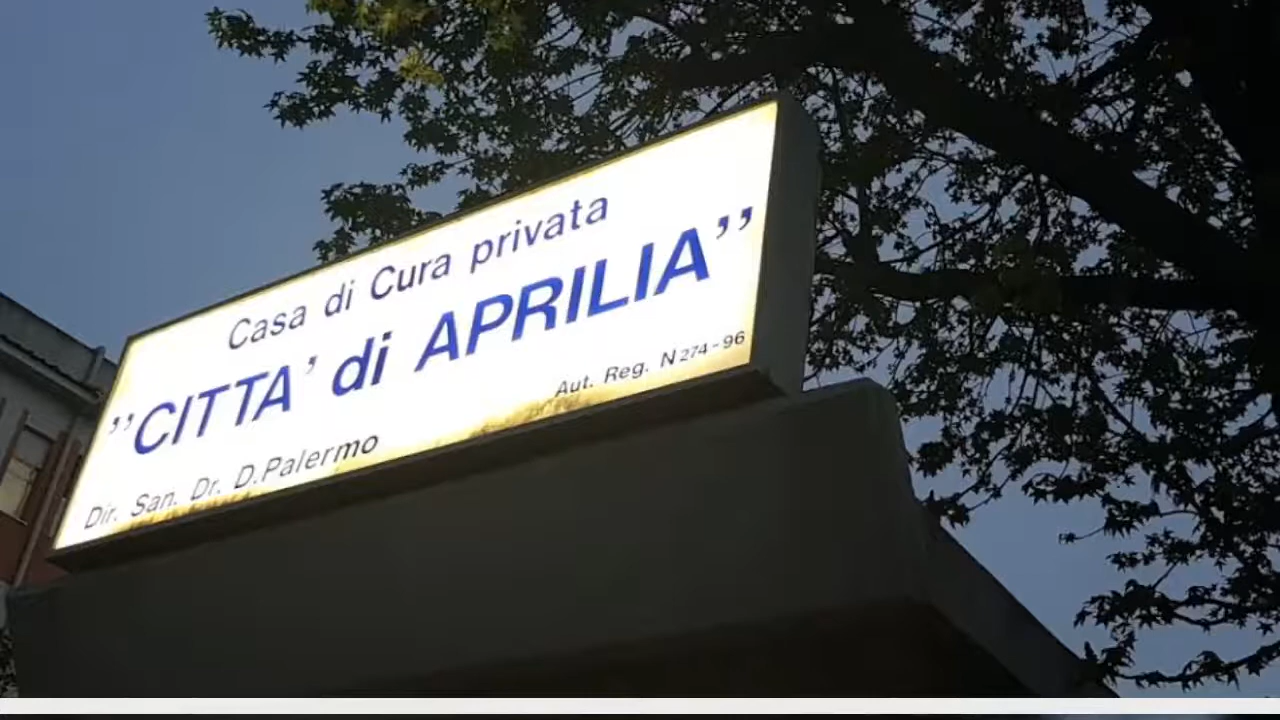 Casa di Cura privata
"CITTA' di APRILIA"
Aut. Reg. N 274-96
Dir. San. Dr. D.Palermo